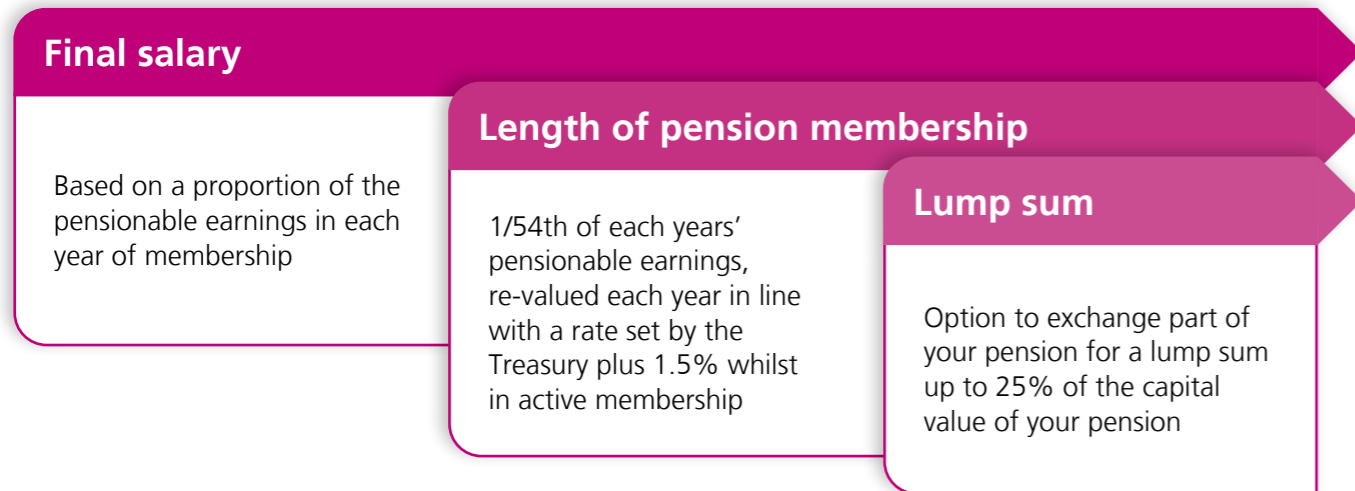 Final salary
Based on a proportion of the
pensionable earnings in each
year of membership
Length of pension membership
1/54th of each years’
pensionable earnings,
re-valued each year in line
with a rate set by the
Treasury plus 1.5% whilst
in active membership
Lump sum
Option to exchange part of
your pension for a lump sum
up to 25% of the capital
value of your pension